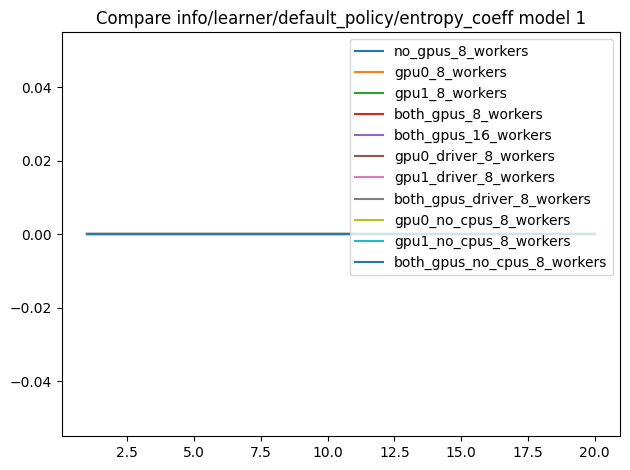 Compare info/learner/default_policy/entropy_coeff model 1
no_gpus_8_workers
gpu0_8_workers
gpu1_8_workers
both_gpus_8_workers
both_gpus_16_workers
gpu0_driver_8_workers
gpu1_driver_8_workers
both_gpus_driver_8_workers
gpu0_no_cpus_8_workers
gpu1_no_cpus_8_workers
both_gpus_no_cpus_8_workers
0.04
0.02
0.00
−0.02
−0.04
2.5 5.0 7.5 10.0 12.5 15.0 17.5 20.0